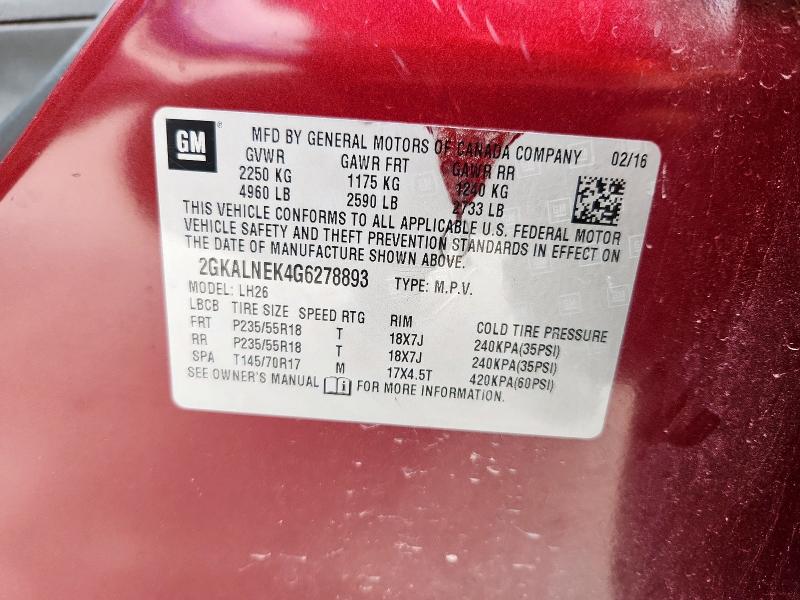 GM ®
MFD BY GENERAL MOTORS OF CANADA COMPANY 02/16
GVWR GAWR FRT GAWR RR
2250 KG 1175 KG 1240 KG
4960 LB 2590 LB 2733 LB
THIS VEHICLE CONFORMS TO ALL APPLICABLE U.S. FEDERAL MOTOR
VEHICLE SAFETY AND THEFT PREVENTION STANDARDS IN EFFECT ON
THE DATE OF MANUFACTURE SHOWN ABOVE.
2GKALNEK4G6278893 TYPE: M.P.V.
MODEL: LH26
LBCB TIRE SIZE SPEED RTG RIM COLD TIRE PRESSURE
FRT P235/55R18 T 18X7J 240KPA(35PSI)
RR P235/55R18 T 18X7J 240KPA(35PSI)
SPA T145/70R17 M 17X4.5T 420KPA(60PSI)
SEE OWNER'S MANUAL FOR MORE INFORMATION.